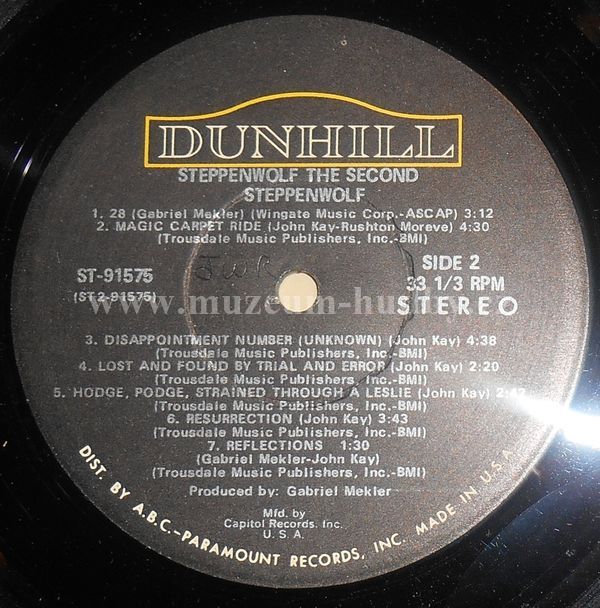 DUNHILL
STEPPENWOLF THE SECOND
STEPPENWOLF
1. 28 (Gabriel Mekler) (Wingate Music Corp.-ASCAP) 3:12
2. MAGIC CARPET RIDE (John Kay-Rushton Moreve) 4:30
(Trousdale Music Publishers, Inc.-BMI)
ST-91575
(ST2-91575)
JWR
SIDE 2
33 1/3 RPM
STEREO
www.muzeum-hudby
3. DISAPPOINTMENT NUMBER (UNKNOWN) (John Kay) 4:38
(Trousdale Music Publishers, Inc.-BMI)
4. LOST AND FOUND BY TRIAL AND ERROR (John Kay) 2:20
(Trousdale Music Publishers, Inc.-BMI)
5. HODGE, PODGE, STRAINED THROUGH A LESLIE (John Kay) 2:47
(Trousdale Music Publishers, Inc.-BMI)
6. RESURRECTION (John Kay) 3:43
(Trousdale Music Publishers, Inc.-BMI)
7. REFLECTIONS 1:30
(Gabriel Mekler-John Kay)
(Trousdale Music Publishers, Inc.-BMI)
Produced by: Gabriel Mekler
Mfd. by
Capitol Records, Inc.
U.S.A.
DIST. BY A.B.C.-PARAMOUNT RECORDS, INC. MADE IN U.S.A.